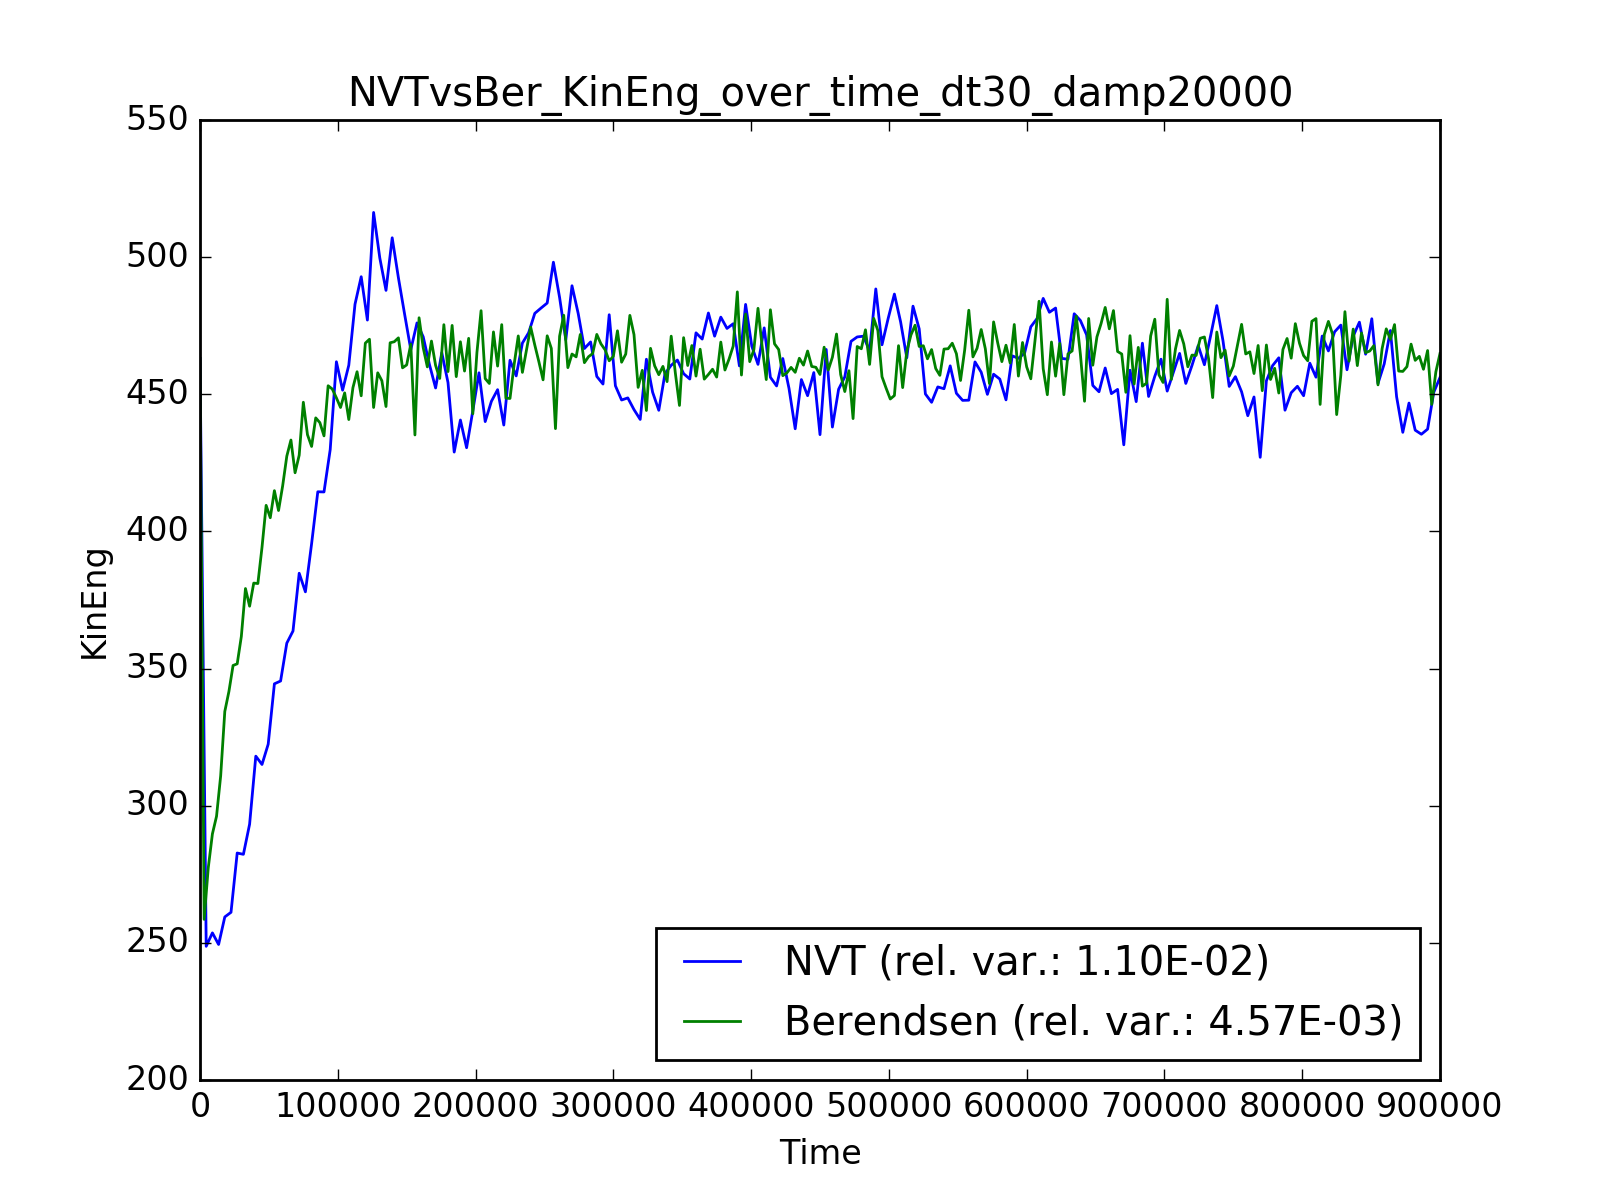 NVTvsBer_KinEng_over_time_dt30_damp20000
550
500
450
400
350
300
250
200
KinEng
NVT (rel. var.: 1.10E-02)
Berendsen (rel. var.: 4.57E-03)
0 100000 200000 300000 400000 500000 600000 700000 800000 900000
Time